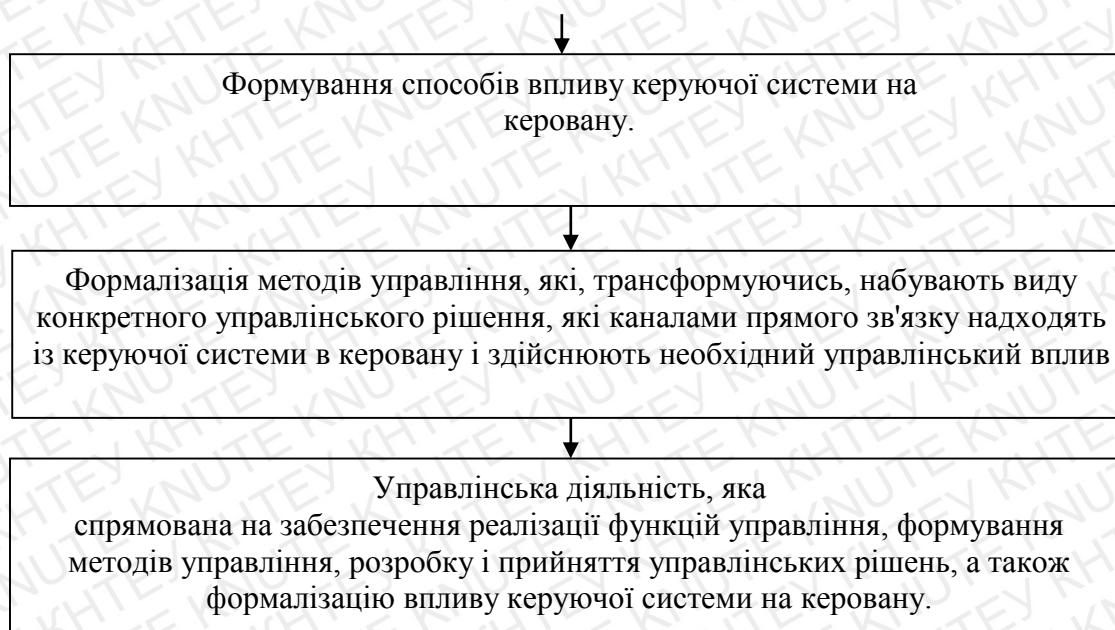 Формування способів впливу керуючої системи на
керовану.
Формалізація методів управління, які, трансформуючись, набувають виду
конкретного управлінського рішення, які каналами прямого зв'язку надходять
із керуючої системи в керовану і здійснюють необхідний управлінський вплив
Управлінська діяльність, яка
спрямована на забезпечення реалізації функцій управління, формування
методів управління, розробку і прийняття управлінських рішень, а також
формалізацію впливу керуючої системи на керовану.